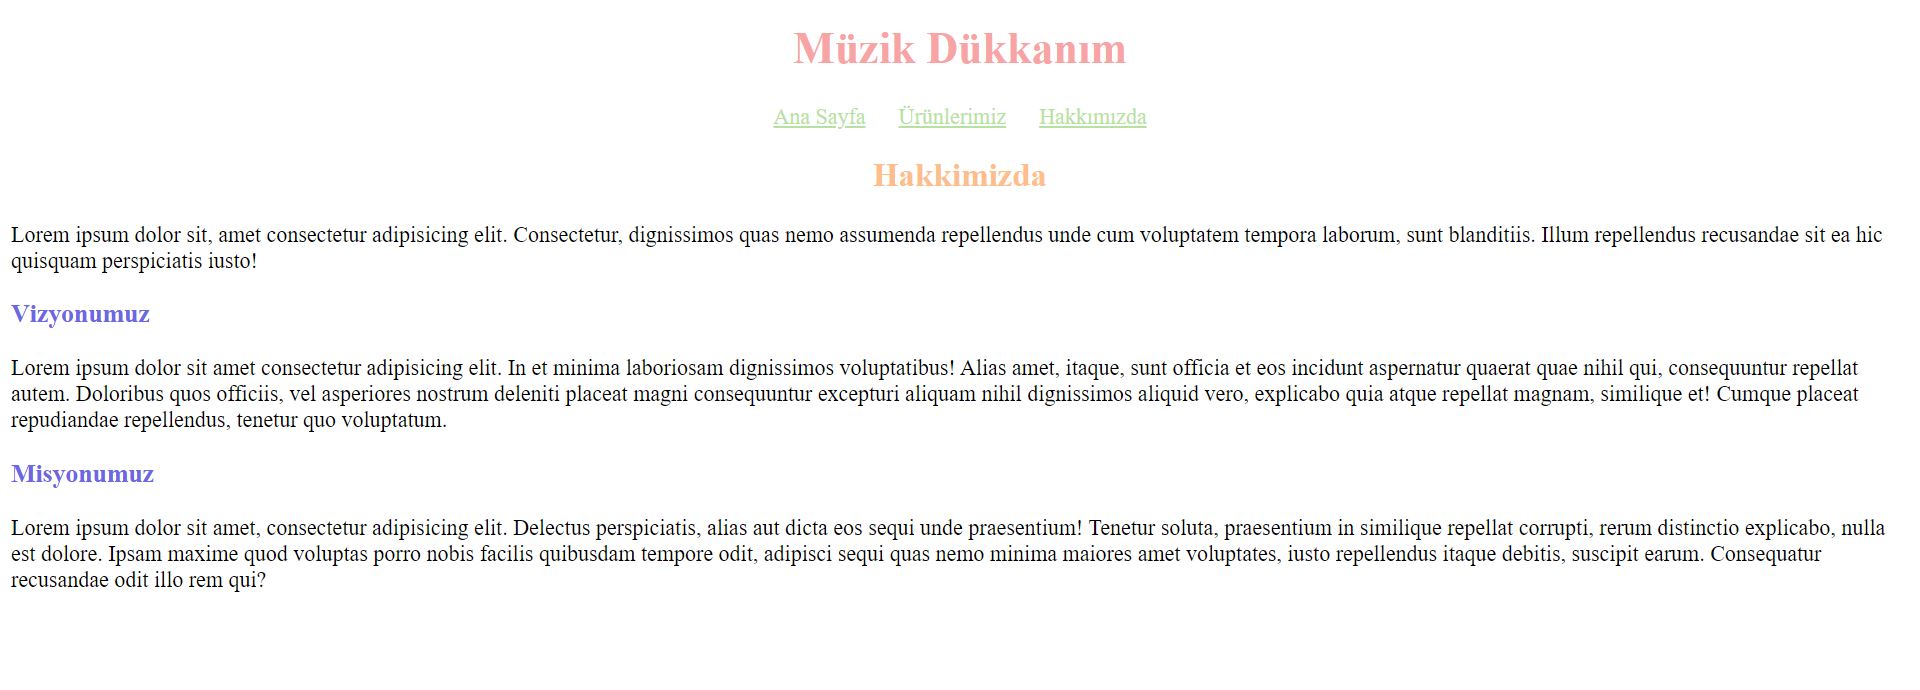 Müzik Dükkanım
Ana Sayfa Ürünlerimiz Hakkımızda
Hakkimizda
Lorem ipsum dolor sit, amet consectetur adipisicing elit. Consectetur, dignissimos quas nemo assumenda repellendus unde cum voluptatem tempora laborum, sunt blanditiis. Illum repellendus recusandae sit ea hic
quisquam perspiciatis iusto!
Vizyonumuz
Lorem ipsum dolor sit amet consectetur adipisicing elit. In et minima laboriosam dignissimos voluptatibus! Alias amet, itaque, sunt officia et eos incidunt aspernatur quaerat quae nihil qui, consequuntur repellat
autem. Doloribus quos officiis, vel asperiores nostrum deleniti placeat magni consequuntur excepturi aliquam nihil dignissimos aliquid vero, explicabo quia atque repellat magnam, similique et! Cumque placeat
repudiandae repellendus, tenetur quo voluptatum.
Misyonumuz
Lorem ipsum dolor sit amet, consectetur adipisicing elit. Delectus perspiciatis, alias aut dicta eos sequi unde praesentium! Tenetur soluta, praesentium in similique repellat corrupti, rerum distinctio explicabo, nulla
est dolore. Ipsam maxime quod voluptas porro nobis facilis quibusdam tempore odit, adipisci sequi quas nemo minima maiores amet voluptates, iusto repellendus itaque debitis, suscipit earum. Consequatur
recusandae odit illo rem qui?